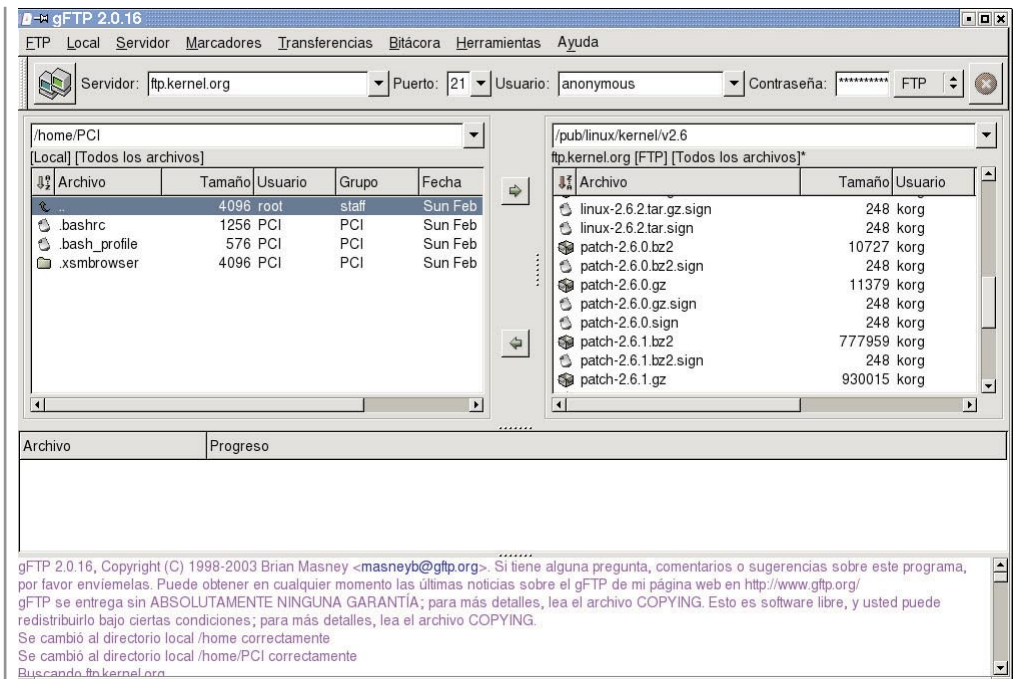 gFTP 2.0.16
FTP Local Servidor Marcadores Transferencias Bitácora Herramientas Ayuda
Servidor: ftp.kernel.org Puerto: 21 Usuario: anonymous Contraseña: ********** FTP
/home/PCI
[Local] [Todos los archivos]
Archivo Tamaño Usuario Grupo Fecha
.. 4096 root staff Sun Feb
.bashrc 1256 PCI PCI Sun Feb
.bash_profile 576 PCI PCI Sun Feb
.xsmbrowser 4096 PCI PCI Sun Feb
/pub/linux/kernel/v2.6
ftp.kernel.org [FTP] [Todos los archivos]*
Archivo Tamaño Usuario
linux-2.6.2.tar.gz.sign 248 korg
linux-2.6.2.tar.sign 248 korg
patch-2.6.0.bz2 10727 korg
patch-2.6.0.bz2.sign 248 korg
patch-2.6.0.gz 11379 korg
patch-2.6.0.gz.sign 248 korg
patch-2.6.0.sign 248 korg
patch-2.6.1.bz2 777959 korg
patch-2.6.1.bz2.sign 248 korg
patch-2.6.1.gz 930015 korg
Archivo Progreso
gFTP 2.0.16, Copyright (C) 1998-2003 Brian Masney <masneyb@gftp.org>. Si tiene alguna pregunta, comentarios o sugerencias sobre este programa,
por favor envíemelas. Puede obtener en cualquier momento las últimas noticias sobre el gFTP de mi página web en http://www.gftp.org/
gFTP se entrega sin ABSOLUTAMENTE NINGUNA GARANTÍA; para más detalles, lea el archivo COPYING. Esto es software libre, y usted puede
redistribuirlo bajo ciertas condiciones; para más detalles, lea el archivo COPYING.
Se cambió al directorio local /home correctamente
Se cambió al directorio local /home/PCI correctamente
Buscando ftp.kernel.org